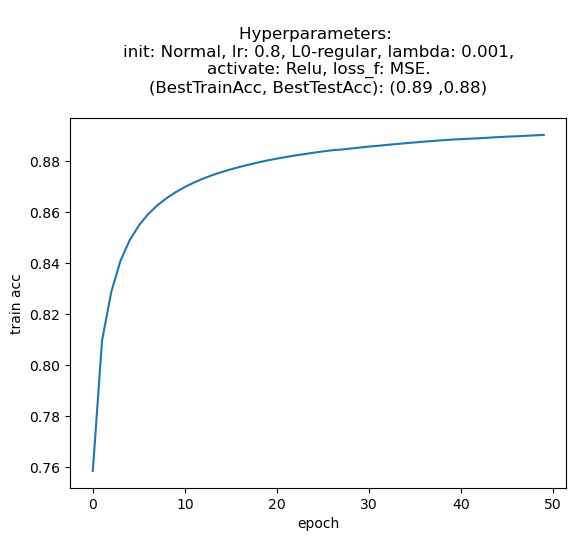 Hyperparameters:
init: Normal, lr: 0.8, L0-regular, lambda: 0.001,
activate: Relu, loss_f: MSE.
(BestTrainAcc, BestTestAcc): (0.89 ,0.88)
0.88
0.86
0.84
0.82
0.80
0.78
0.76
train acc
0 10 20 30 40 50
epoch